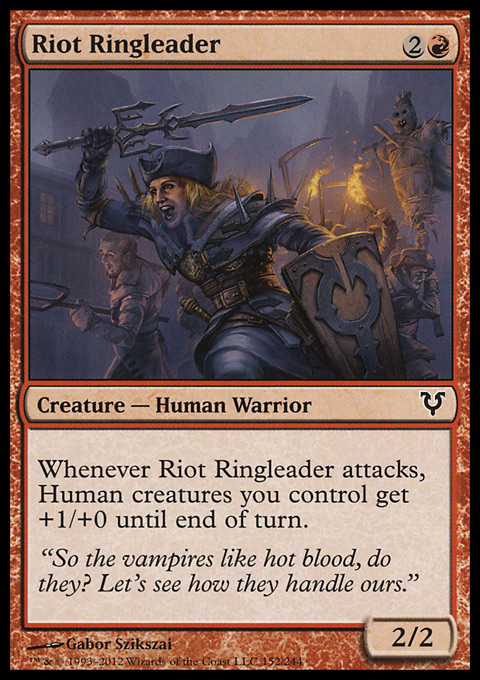 Riot Ringleader 2
Creature — Human Warrior
Whenever Riot Ringleader attacks,
Human creatures you control get
+1/+0 until end of turn.
“So the vampires like hot blood, do
they? Let’s see how they handle ours.”
2/2
Gabor Szikszai
™ & © 1993–2012 Wizards of the Coast LLC 152/244